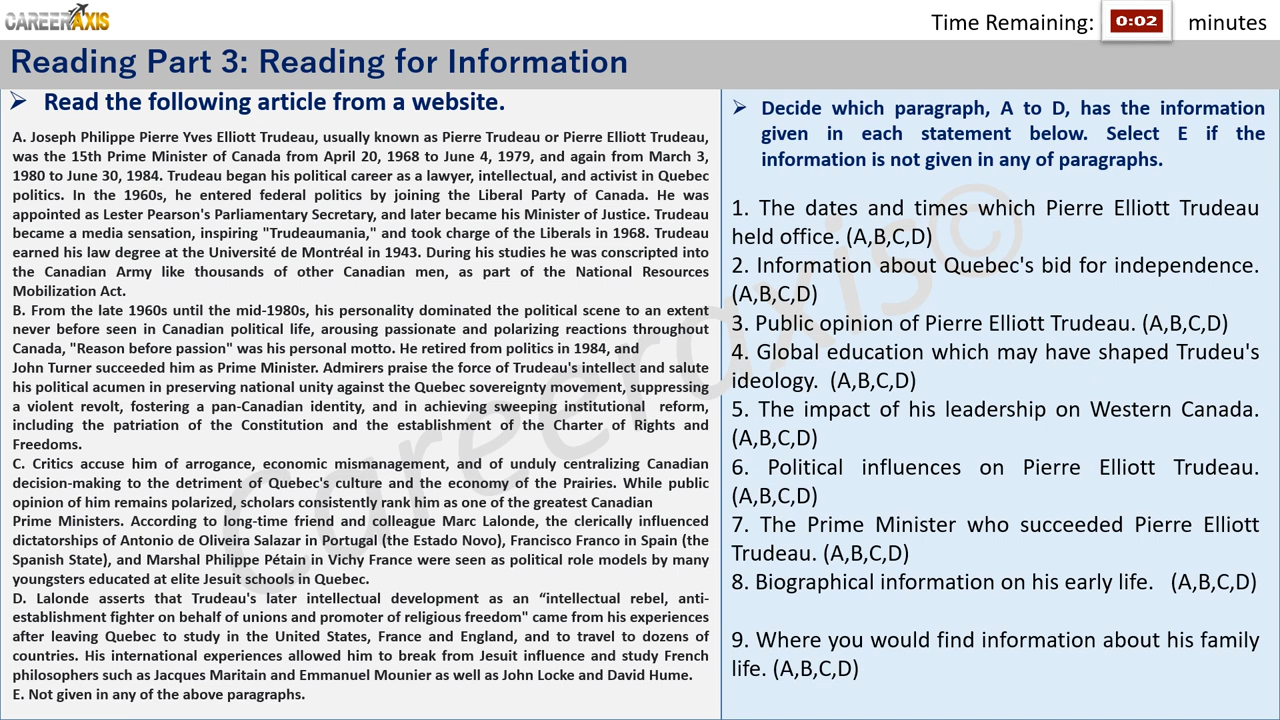 CAREERAXIS
Time Remaining: 0:02 minutes
Reading Part 3: Reading for Information
➢ Read the following article from a website.
A. Joseph Philippe Pierre Yves Elliott Trudeau, usually known as Pierre Trudeau or Pierre Elliott Trudeau,
was the 15th Prime Minister of Canada from April 20, 1968 to June 4, 1979, and again from March 3,
1980 to June 30, 1984. Trudeau began his political career as a lawyer, intellectual, and activist in Quebec
politics. In the 1960s, he entered federal politics by joining the Liberal Party of Canada. He was
appointed as Lester Pearson's Parliamentary Secretary, and later became his Minister of Justice. Trudeau
became a media sensation, inspiring "Trudeaumania," and took charge of the Liberals in 1968. Trudeau
earned his law degree at the Université de Montréal in 1943. During his studies he was conscripted into
the Canadian Army like thousands of other Canadian men, as part of the National Resources
Mobilization Act.
B. From the late 1960s until the mid-1980s, his personality dominated the political scene to an extent
never before seen in Canadian political life, arousing passionate and polarizing reactions throughout
Canada, "Reason before passion" was his personal motto. He retired from politics in 1984, and
John Turner succeeded him as Prime Minister. Admirers praise the force of Trudeau's intellect and salute
his political acumen in preserving national unity against the Quebec sovereignty movement, suppressing
a violent revolt, fostering a pan-Canadian identity, and in achieving sweeping institutional reform,
including the patriation of the Constitution and the establishment of the Charter of Rights and
Freedoms.
C. Critics accuse him of arrogance, economic mismanagement, and of unduly centralizing Canadian
decision-making to the detriment of Quebec's culture and the economy of the Prairies. While public
opinion of him remains polarized, scholars consistently rank him as one of the greatest Canadian
Prime Ministers. According to long-time friend and colleague Marc Lalonde, the clerically influenced
dictatorships of Antonio de Oliveira Salazar in Portugal (the Estado Novo), Francisco Franco in Spain (the
Spanish State), and Marshal Philippe Pétain in Vichy France were seen as political role models by many
youngsters educated at elite Jesuit schools in Quebec.
D. Lalonde asserts that Trudeau's later intellectual development as an “intellectual rebel, anti-
establishment fighter on behalf of unions and promoter of religious freedom" came from his experiences
after leaving Quebec to study in the United States, France and England, and to travel to dozens of
countries. His international experiences allowed him to break from Jesuit influence and study French
philosophers such as Jacques Maritain and Emmanuel Mounier as well as John Locke and David Hume.
E. Not given in any of the above paragraphs.
➢ Decide which paragraph, A to D, has the information
given in each statement below. Select E if the
information is not given in any of paragraphs.
1. The dates and times which Pierre Elliott Trudeau
held office. (A,B,C,D)
2. Information about Quebec's bid for independence.
(A,B,C,D)
3. Public opinion of Pierre Elliott Trudeau. (A,B,C,D)
4. Global education which may have shaped Trudeu's
ideology. (A,B,C,D)
5. The impact of his leadership on Western Canada.
(A,B,C,D)
6. Political influences on Pierre Elliott Trudeau.
(A,B,C,D)
7. The Prime Minister who succeeded Pierre Elliott
Trudeau. (A,B,C,D)
8. Biographical information on his early life. (A,B,C,D)
9. Where you would find information about his family
life. (A,B,C,D)
Careeraxis©